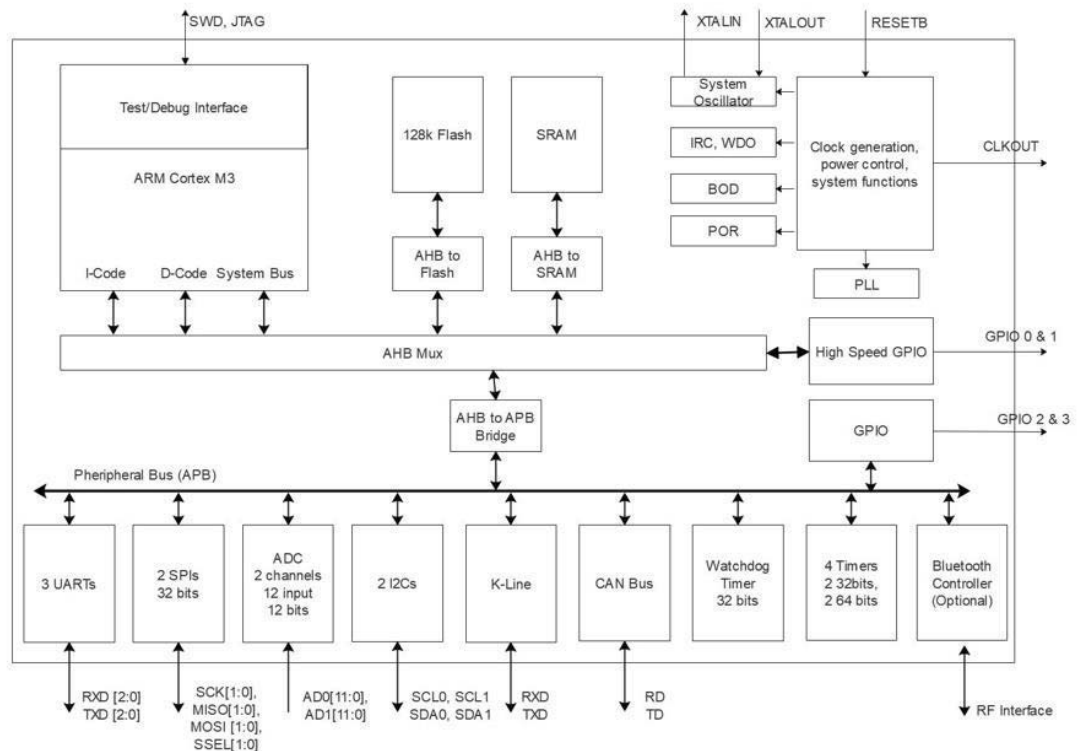 SWD, JTAG
XTALIN
XTALOUT
RESETB
Test/Debug Interface
ARM Cortex M3
I-Code
D-Code
System Bus
128k Flash
SRAM
System
Oscillator
IRC, WDO
BOD
POR
Clock generation,
power control,
system functions
CLKOUT
PLL
AHB to
Flash
AHB to
SRAM
AHB Mux
High Speed GPIO
GPIO 0 & 1
AHB to APB
Bridge
GPIO
GPIO 2 & 3
Pheripheral Bus (APB)
3 UARTs
2 SPIs
32 bits
ADC
2 channels
12 input
12 bits
2 I2Cs
K-Line
CAN Bus
Watchdog
Timer
32 bits
4 Timers
2 32bits,
2 64 bits
Bluetooth
Controller
(Optional)
RXD [2:0]
TXD [2:0]
SCK[1:0],
MISO[1:0],
MOSI [1:0],
SSEL[1:0]
AD0[11:0],
AD1[11:0]
SCL0, SCL1
SDA0, SDA1
RXD
TXD
RD
TD
RF Interface